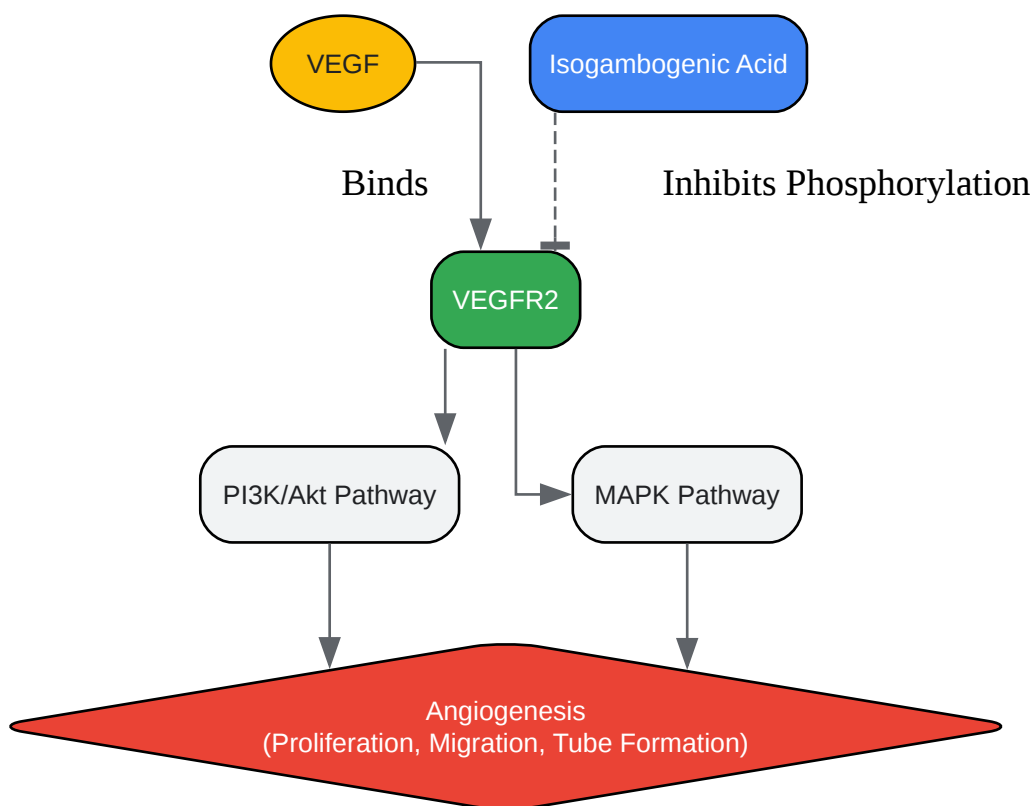 VEGF
Isogambogenic Acid
Binds
Inhibits Phosphorylation
VEGFR2
PI3K/Akt Pathway
MAPK Pathway
Angiogenesis
(Proliferation, Migration, Tube Formation)